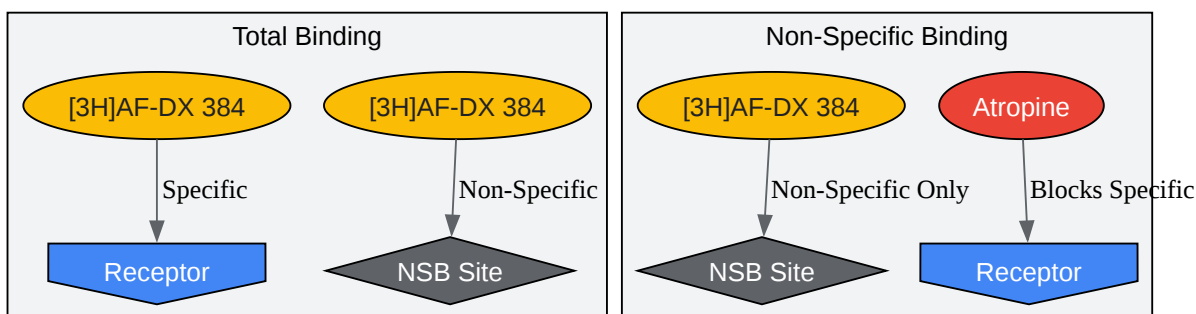 Total Binding
[3H]AF-DX 384
[3H]AF-DX 384
Specific
Non-Specific
Receptor
NSB Site
Non-Specific Binding
[3H]AF-DX 384
Atropine
Non-Specific Only
Blocks Specific
NSB Site
Receptor